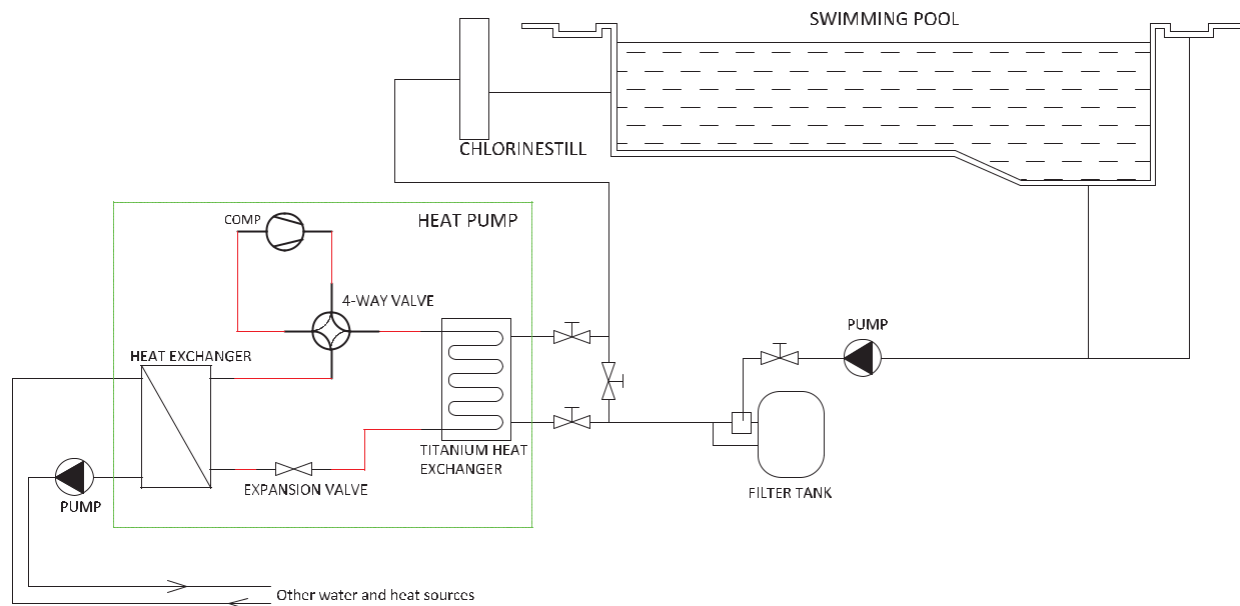 SWIMMING POOL
CHLORINESTILL
HEAT PUMP
COMP
4-WAY VALVE
PUMP
HEAT EXCHANGER
TITANIUM HEAT
EXCHANGER
EXPANSION VALVE
FILTER TANK
PUMP
Other water and heat sources